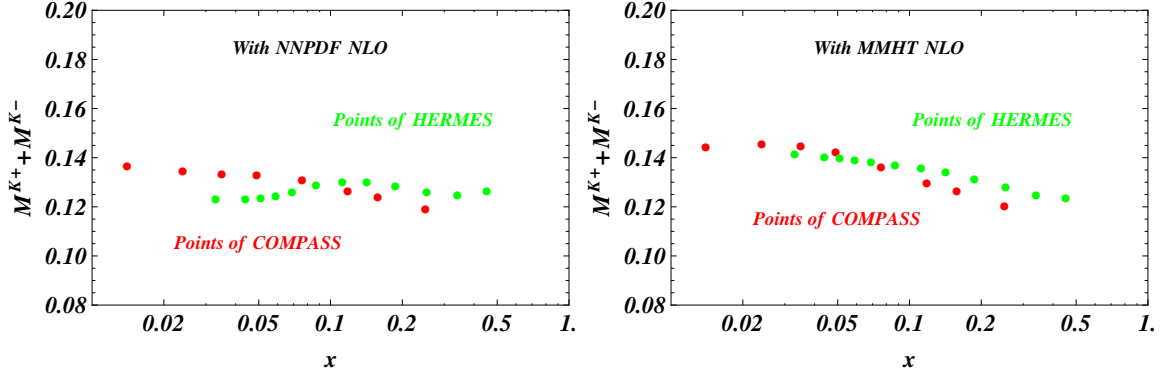 0.20
0.18
0.16
0.14
0.12
0.10
0.08
M^{K+}+M^{K-}
With NNPDF NLO
Points of HERMES
Points of COMPASS
0.02 0.05 0.1 0.2 0.5 1.
x
0.20
0.18
0.16
0.14
0.12
0.10
0.08
M^{K+}+M^{K-}
With MMHT NLO
Points of HERMES
Points of COMPASS
0.02 0.05 0.1 0.2 0.5 1.
x